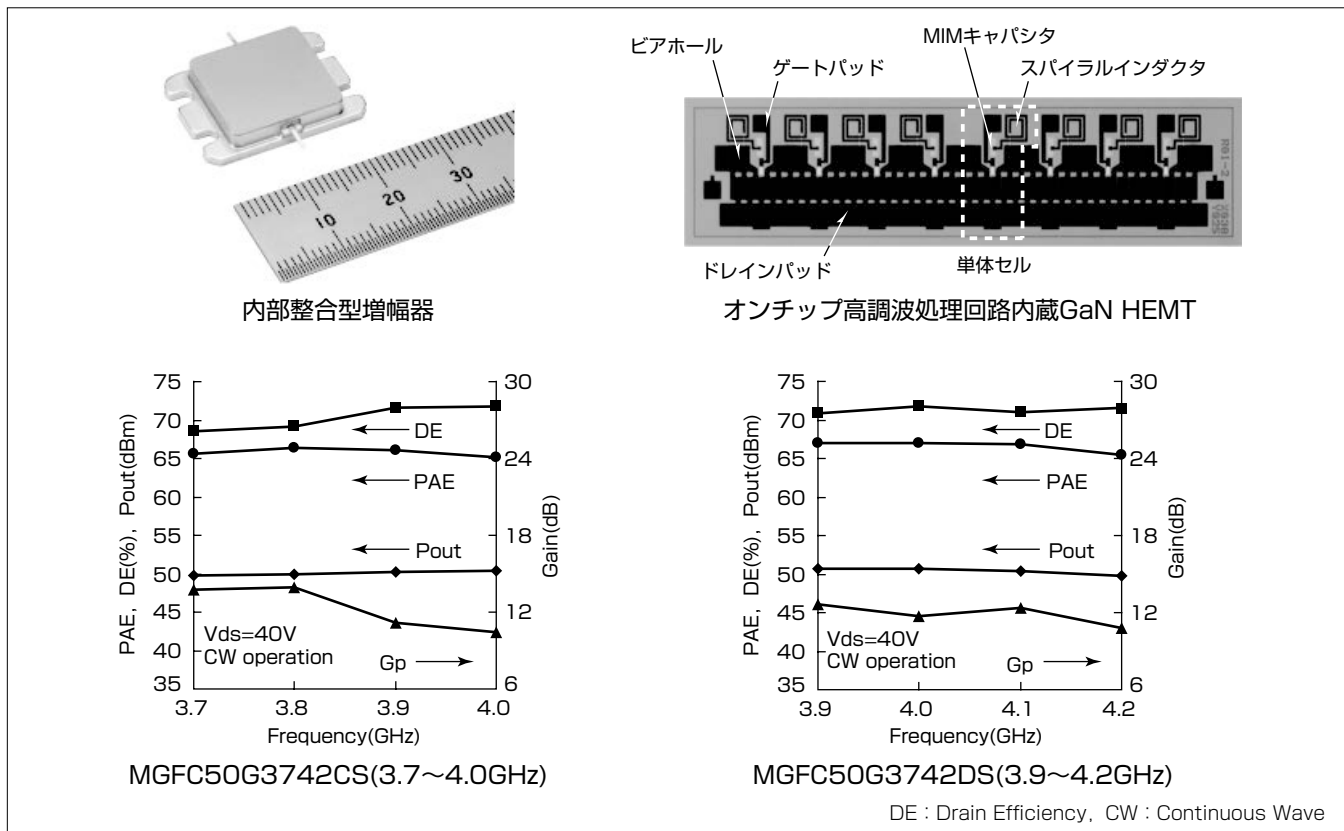 10
20
30
内部整合型増幅器
ビアホール
ゲートパッド
MIMキャパシタ
スパイラルインダクタ
ドレインパッド
単体セル
オンチップ高調波処理回路内蔵GaN HEMT
PAE, DE(%), Pout(dBm)
75
70
65
60
55
50
45
40
35
30
24
18
12
6
Gain(dB)
DE
PAE
Pout
Vds=40V
CW operation
Gp
3.7 3.8 3.9 4.0
Frequency(GHz)
MGFC50G3742CS(3.7～4.0GHz)
PAE, DE(%), Pout(dBm)
75
70
65
60
55
50
45
40
35
30
24
18
12
6
Gain(dB)
DE
PAE
Pout
Vds=40V
CW operation
Gp
3.9 4.0 4.1 4.2
Frequency(GHz)
MGFC50G3742DS(3.9～4.2GHz)
DE：Drain Efficiency, CW：Continuous Wave